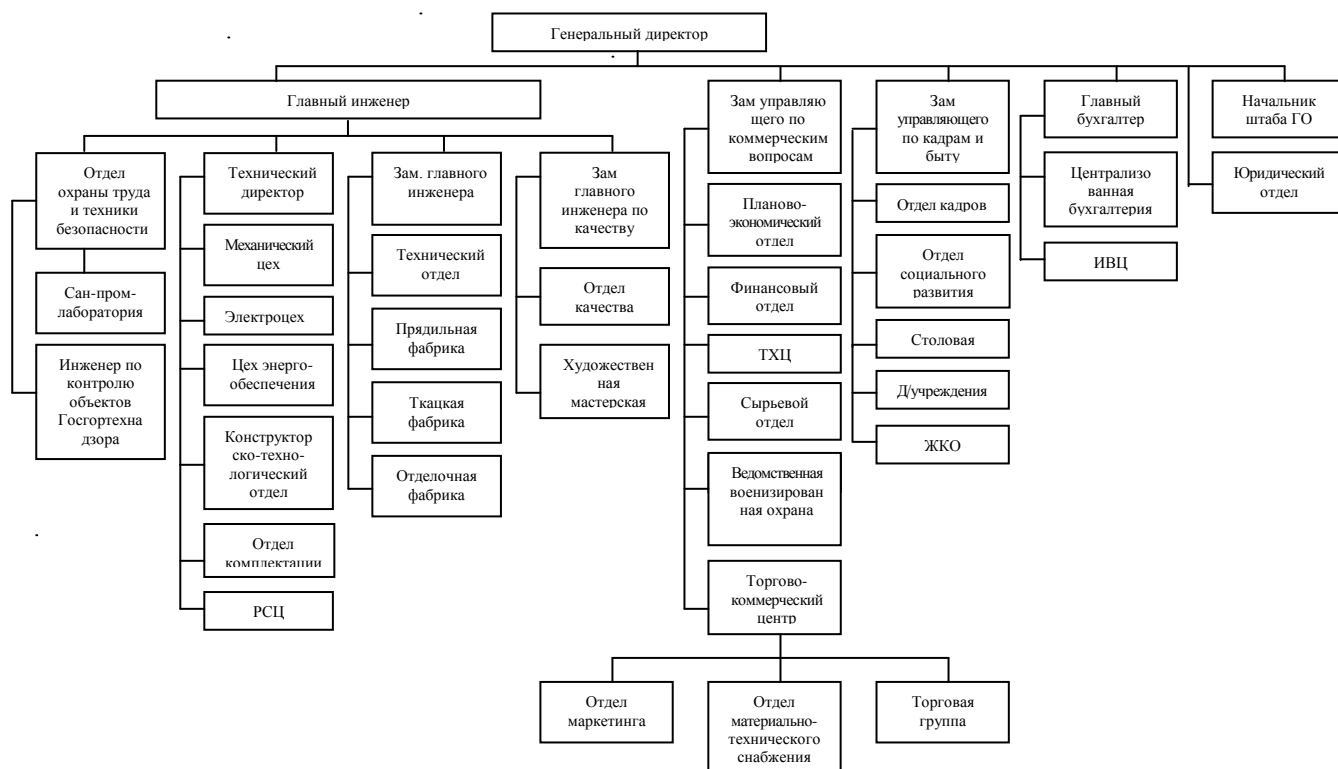 Генеральный директор
Главный инженер
Зам управляю
щего по
коммерческим
вопросам
Зам
управляющего
по кадрам и
быту
Главный
бухгалтер
Начальник
штаба ГО
Отдел
охраны труда
и техники
безопасности
Технический
директор
Зам. главного
инженера
Зам
главного
инженера по
качеству
Планово-
экономический
отдел
Отдел кадров
Централизо
ванная
бухгалтерия
Юридический
отдел
Механический
цех
Технический
отдел
Отдел
социального
развития
ИВЦ
Сан-пром-
лаборатория
Электроцех
Отдел
качества
Финансовый
отдел
Прядильная
фабрика
Столовая
Инженер по
контролю
объектов
Госгортехна
дзора
Цех энерго-
обеспечения
Художествен
ная
мастерская
ТХЦ
Ткацкая
фабрика
Сырьевой
отдел
Д/учреждения
Конструктор
ско-техно-
логический
отдел
ЖКО
Отделочная
фабрика
Ведомственная
военизирован
ная охрана
Отдел
комплектации
РСЦ
Торгово-
коммерческий
центр
Отдел
маркетинга
Отдел
материально-
технического
снабжения
Торговая
группа